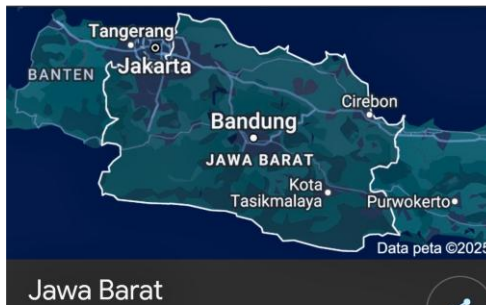 Tangerang
Jakarta
BANTEN
Cirebon
Bandung
JAWA BARAT
Kota
Tasikmalaya
Purwokerto
Data peta ©2025
Jawa Barat